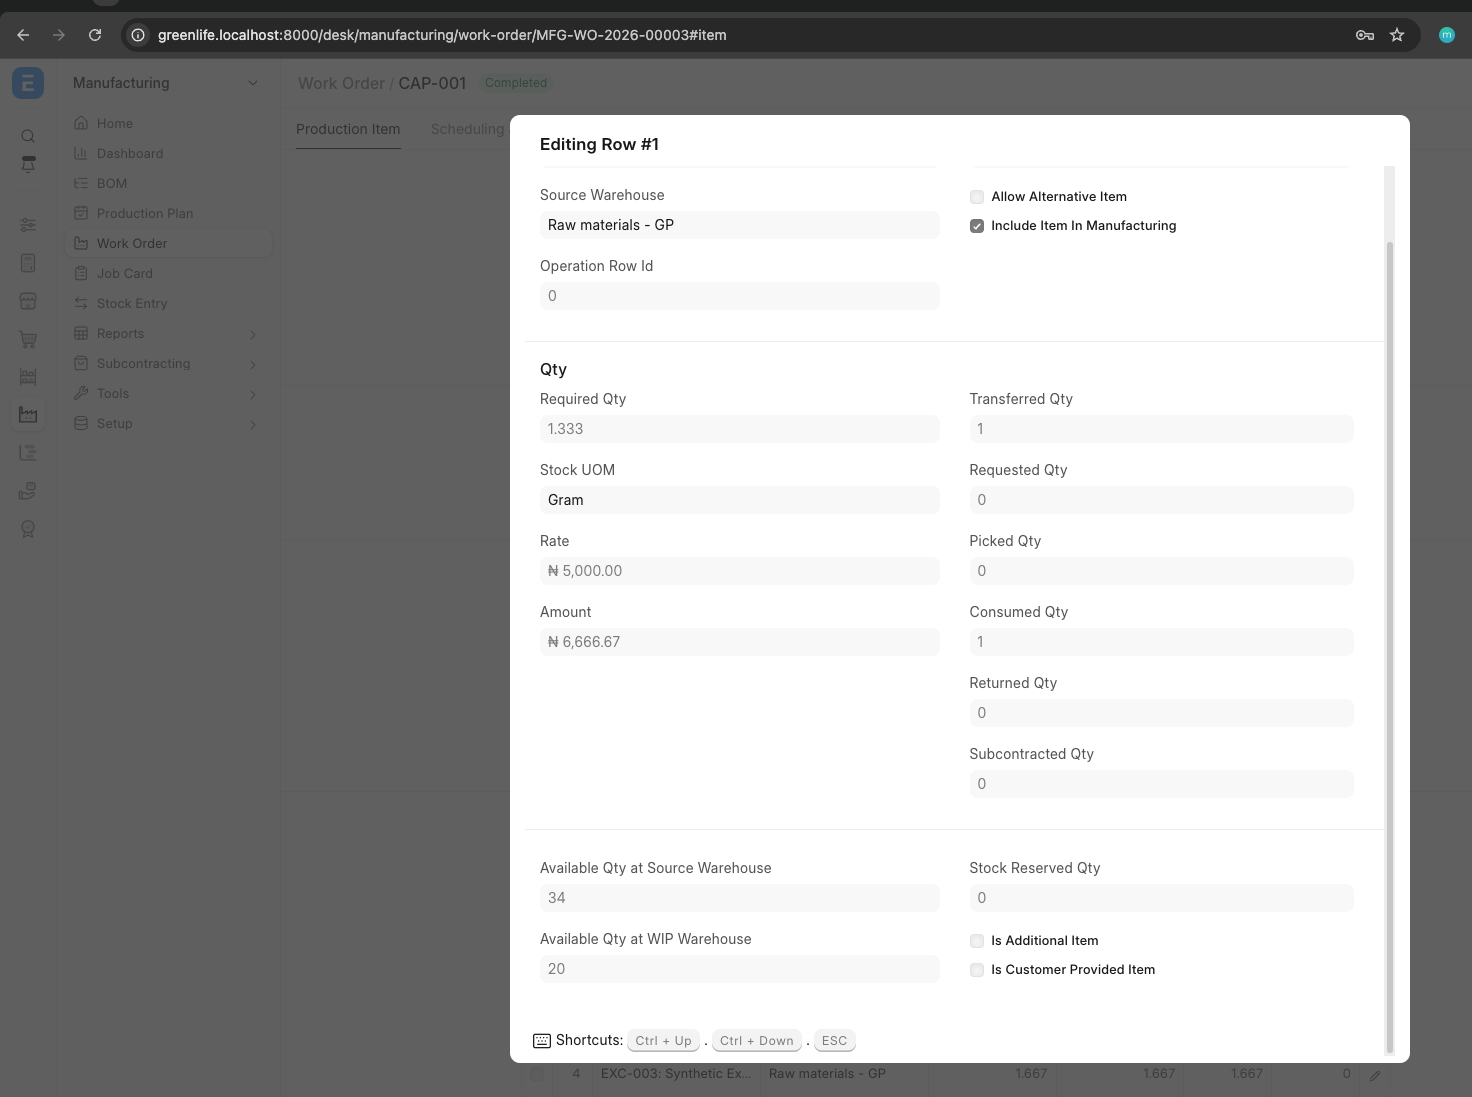 greenlife.localhost:8000/desk/manufacturing/work-order/MFG-WO-2026-00003#item
m
E
Manufacturing
Work Order / CAP-001 Completed
Home
Dashboard
BOM
Production Plan
Work Order
Job Card
Stock Entry
Reports
Subcontracting
Tools
Setup
Production Item
Scheduling
Editing Row #1
Source Warehouse
Raw materials - GP
Operation Row Id
0
Allow Alternative Item
Include Item In Manufacturing
Qty
Required Qty
1.333
Stock UOM
Gram
Rate
₦ 5,000.00
Amount
₦ 6,666.67
Transferred Qty
1
Requested Qty
0
Picked Qty
0
Consumed Qty
1
Returned Qty
0
Subcontracted Qty
0
Available Qty at Source Warehouse
34
Available Qty at WIP Warehouse
20
Stock Reserved Qty
0
Is Additional Item
Is Customer Provided Item
Shortcuts: Ctrl + Up . Ctrl + Down . ESC
4 EXC-003: Synthetic Ex... Raw materials - GP 1.667 1.667 1.667 0